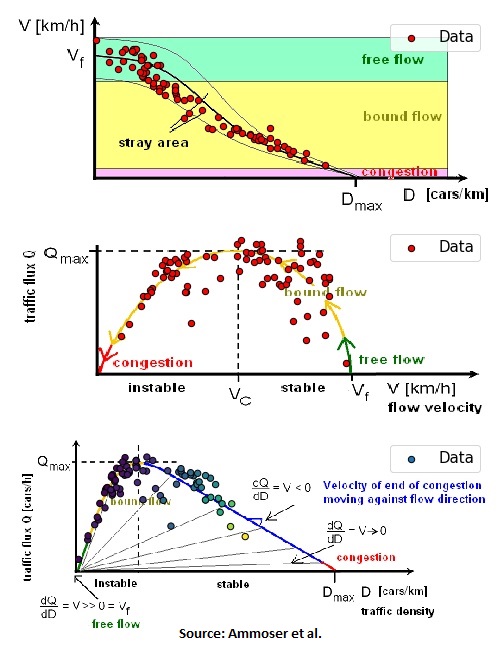 V [km/h]
Data
V_f
free flow
bound flow
stray area
congestion
D_max
D [cars/km]
Data
Q_max
traffic flux Q
bound flow
congestion
free flow
instable
stable
V_C
V_f
V [km/h]
flow velocity
Data
Q_max
traffic flux Q [cars/h]
bound flow
dQ/dD = V < 0
Velocity of end of congestion
moving against flow direction
dQ/dD = V→0
congestion
instable
stable
D_max
D [cars/km]
traffic density
dQ/dD = V >> 0 = V_f
free flow
Source: Ammoser et al.